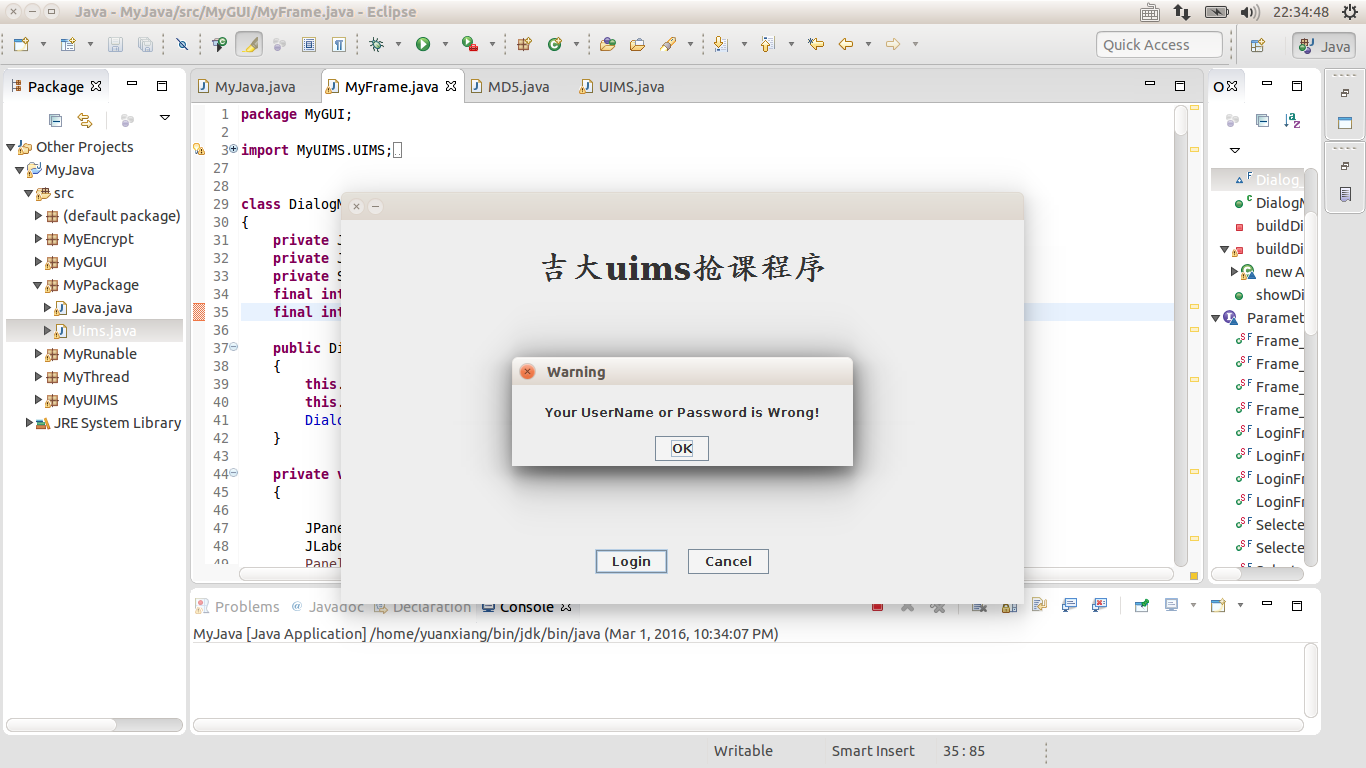 Java - MyJava/src/MyGUI/MyFrame.java - Eclipse
22:34:48
Quick Access
Java
Package
MyJava.java
MyFrame.java
MD5.java
UIMS.java
Other Projects
MyJava
src
(default package)
MyEncrypt
MyGUI
MyPackage
Java.java
Uims.java
MyRunable
MyThread
MyUIMS
JRE System Library
1 package MyGUI;
2
3 import MyUIMS.UIMS;
27
28
29 class DialogM
30 {
31 private J
32 private J
33 private S
34 final int
35 final int
36
37 public Di
38 {
39 this.
40 this.
41 Dialo
42 }
43
44 private v
45 {
46
47 JPane
48 JLabe
49 Panel
吉大uims抢课程序
Warning
Your UserName or Password is Wrong!
OK
Login
Cancel
O
Dialog_
DialogM
buildDi
buildDi
new A
showDi
Paramet
Frame_
Frame_
Frame_
Frame_
LoginFr
LoginFr
LoginFr
LoginFr
Selecte
Selecte
Problems
@ Javadoc
Declaration
Console
MyJava [Java Application] /home/yuanxiang/bin/jdk/bin/java (Mar 1, 2016, 10:34:07 PM)
Writable
Smart Insert
35 : 85